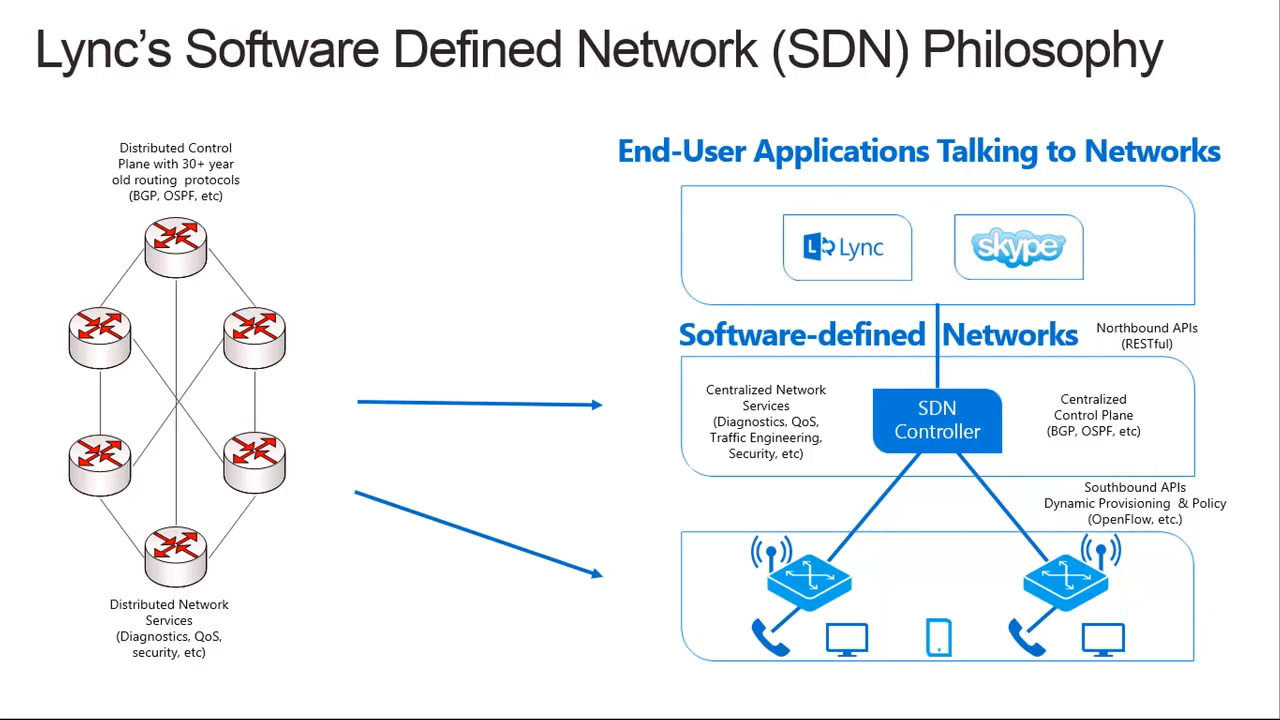 Lync's Software Defined Network (SDN) Philosophy
Distributed Control
Plane with 30+ year
old routing protocols
(BGP, OSPF, etc)
Distributed Network
Services
(Diagnostics, QoS,
security, etc)
End-User Applications Talking to Networks
L Lync
skype
Software-defined Networks
Northbound APIs
(RESTful)
Centralized Network
Services
(Diagnostics, QoS,
Traffic Engineering,
Security, etc)
SDN
Controller
Centralized
Control Plane
(BGP, OSPF, etc)
Southbound APIs
Dynamic Provisioning & Policy
(OpenFlow, etc.)